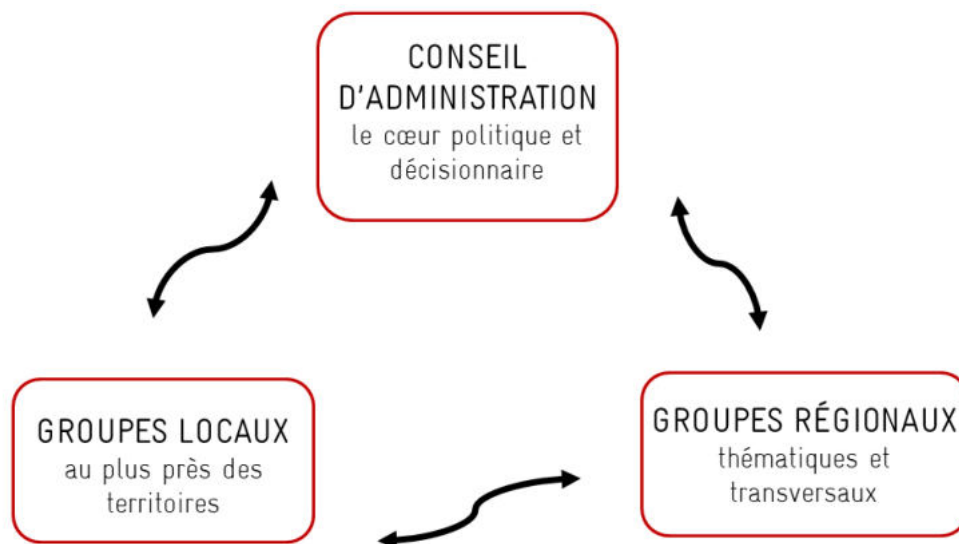 CONSEIL
D'ADMINISTRATION
le cœur politique et
décisionnaire
GROUPES LOCAUX
au plus près des
territoires
GROUPES RÉGIONAUX
thématiques et
transversaux